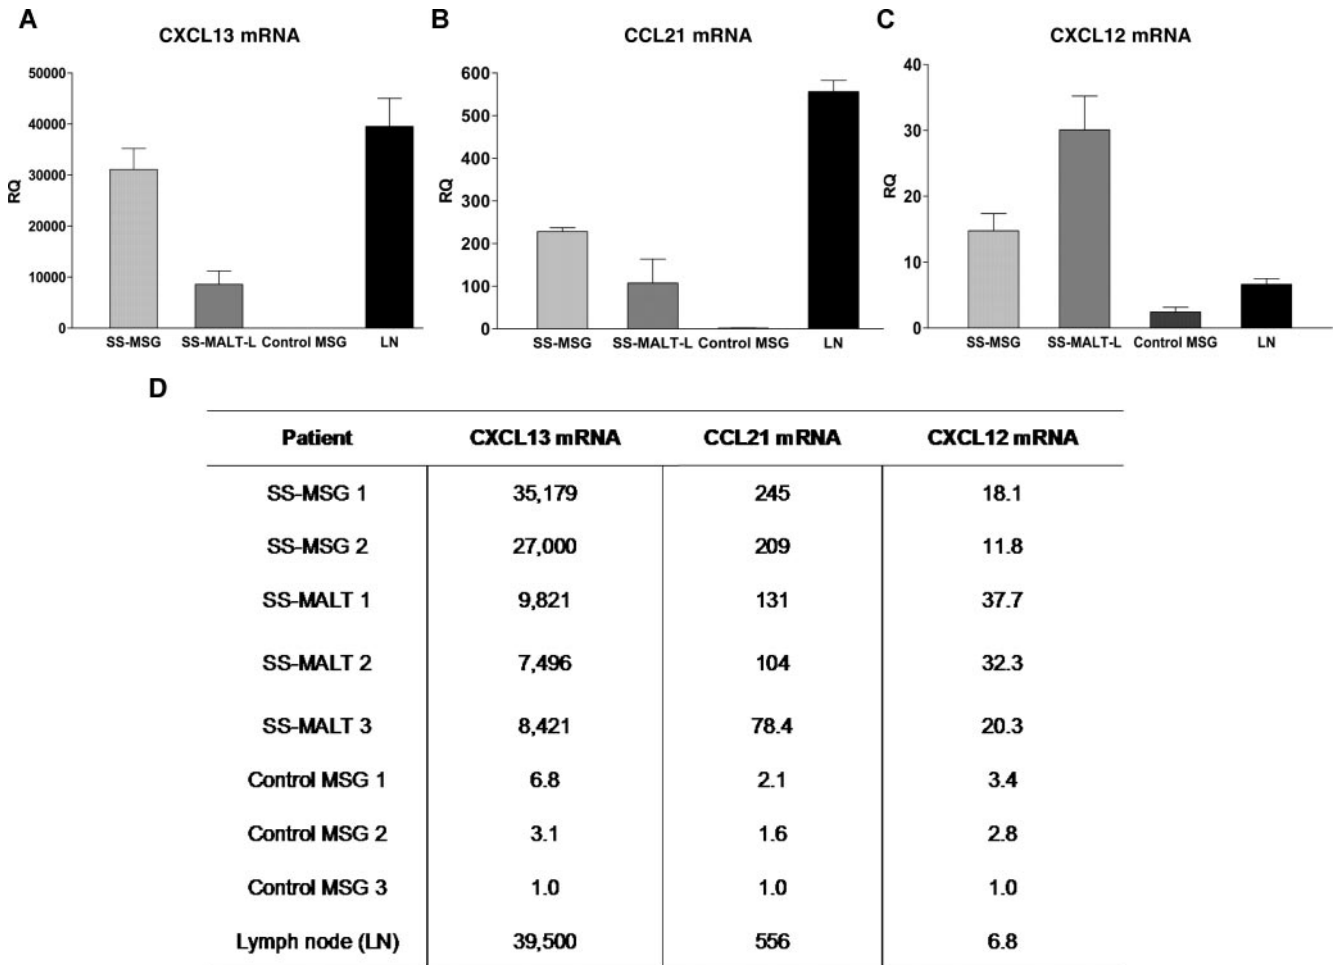 A
B
C
CXCL13 mRNA
CCL21 mRNA
CXCL12 mRNA
RQ
50000
40000
30000
20000
10000
0
SS-MSG SS-MALT-L Control MSG LN
RQ
600
500
400
300
200
100
0
SS-MSG SS-MALT-L Control MSG LN
RQ
40
30
20
10
0
SS-MSG SS-MALT-L Control MSG LN
D
Patient CXCL13 mRNA CCL21 mRNA CXCL12 mRNA
SS-MSG 1 35,179 245 18.1
SS-MSG 2 27,000 209 11.8
SS-MALT 1 9,821 131 37.7
SS-MALT 2 7,496 104 32.3
SS-MALT 3 8,421 78.4 20.3
Control MSG 1 6.8 2.1 3.4
Control MSG 2 3.1 1.6 2.8
Control MSG 3 1.0 1.0 1.0
Lymph node (LN) 39,500 556 6.8